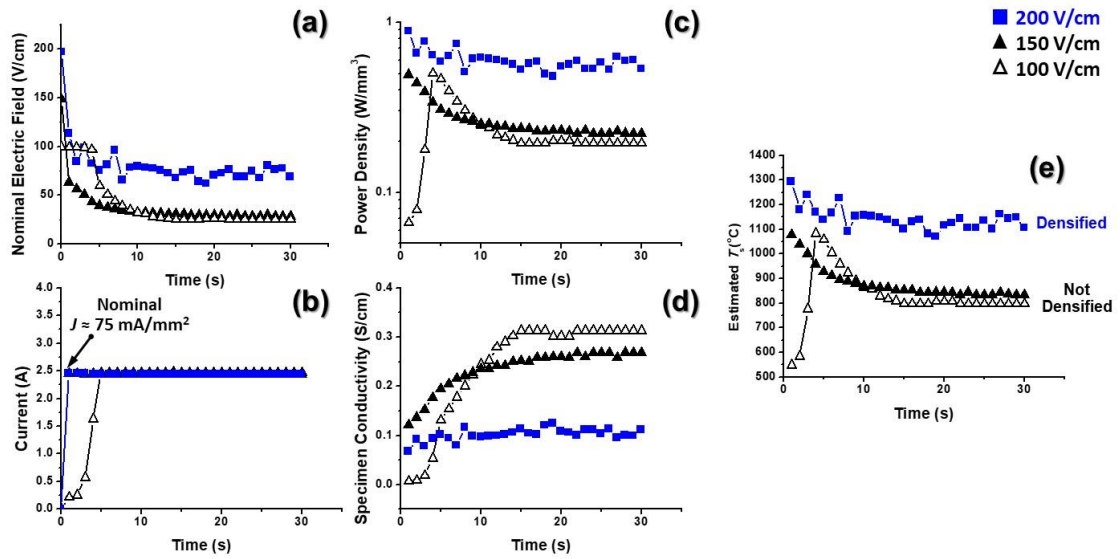 (a)
Nominal Electric Field (V/cm)
200
150
100
50
0
0
10
20
30
Time (s)
(c)
Power Density (W/mm³)
1
0.1
0
10
20
30
Time (s)
200 V/cm
150 V/cm
100 V/cm
(b)
Nominal
J ≈ 75 mA/mm²
Current (A)
4.0
3.5
3.0
2.5
2.0
1.5
1.0
0.5
0.0
0
10
20
30
Time (s)
(d)
Specimen Conductivity (S/cm)
0.4
0.3
0.2
0.1
0.0
0
10
20
30
Time (s)
(e)
Estimated Tₛ(°C)
1400
1300
1200
1100
1000
900
800
700
600
500
Densified
Not
Densified
0
10
20
30
Time (s)